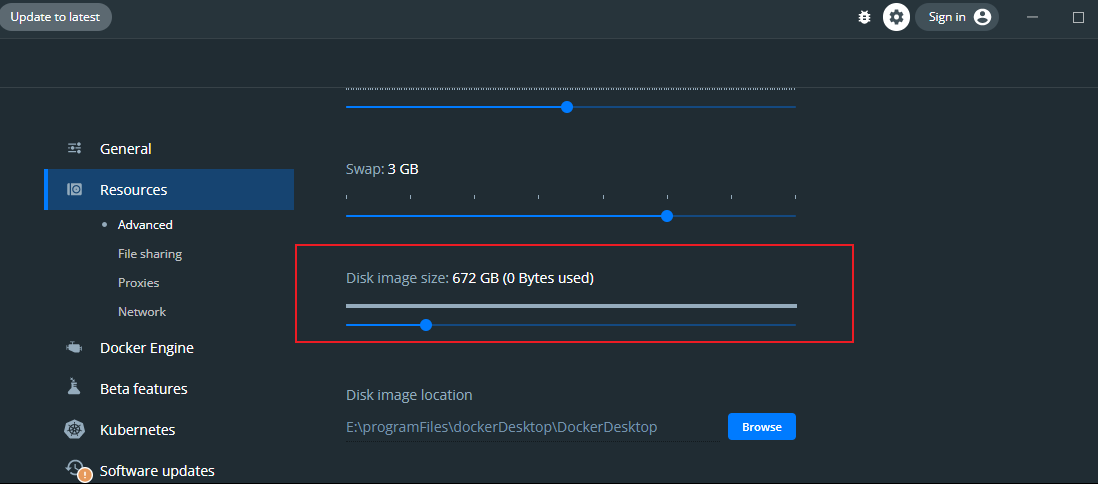 Update to latest
Sign in
General
Resources
Advanced
File sharing
Proxies
Network
Docker Engine
Beta features
Kubernetes
Software updates
Swap: 3 GB
Disk image size: 672 GB (0 Bytes used)
Disk image location
E:\programFiles\dockerDesktop\DockerDesktop
Browse